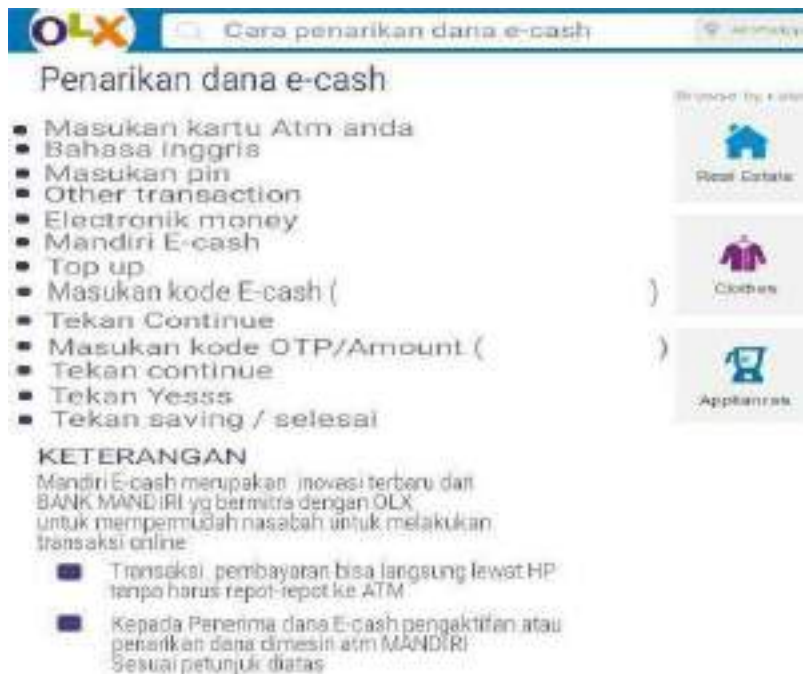 OLX
Cara penarikan dana e-cash
Penarikan dana e-cash
Masukan kartu Atm anda
Bahasa inggris
Masukan pin
Other transaction
Electronik money
Mandiri E-cash
Top up
Masukan kode E-cash ( )
Tekan Continue
Masukan kode OTP/Amount ( )
Tekan continue
Tekan Yesss
Tekan saving / selesai
Browse by
Real Estate
Clothes
Appliances
KETERANGAN
Mandiri E-cash merupakan inovasi terbaru dari
BANK MANDIRI yg bermitra dengan OLX
untuk mempermudah nasabah untuk melakukan
transaksi online
Transaksi pembayaran bisa langsung lewat HP
tanpa harus repot-repot ke ATM
Kepada Penerima dana E-cash pengaktifan atau
penarikan dana dimesin atm MANDIRI
Sesuai petunjuk diatas